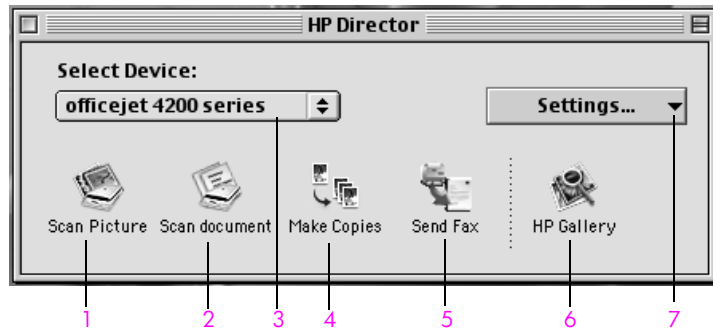 HP Director
Select Device:
officejet 4200 series
Settings...
Scan Picture Scan document Make Copies Send Fax HP Gallery
1 2 3 4 5 6 7